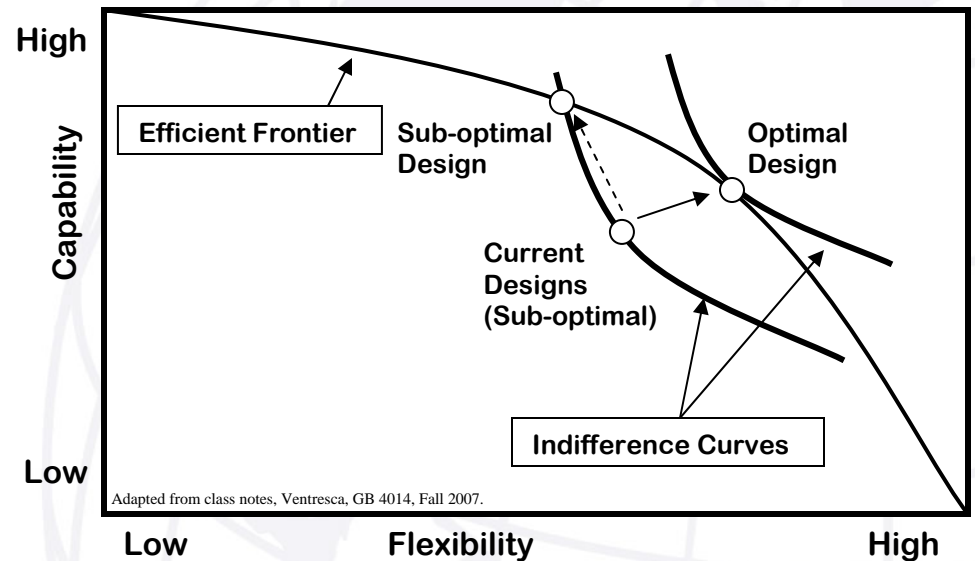 High
Efficient Frontier
Sub-optimal
Design
Optimal
Design
Capability
Current
Designs
(Sub-optimal)
Indifference Curves
Low
Adapted from class notes, Ventresca, GB 4014, Fall 2007.
Low
Flexibility
High